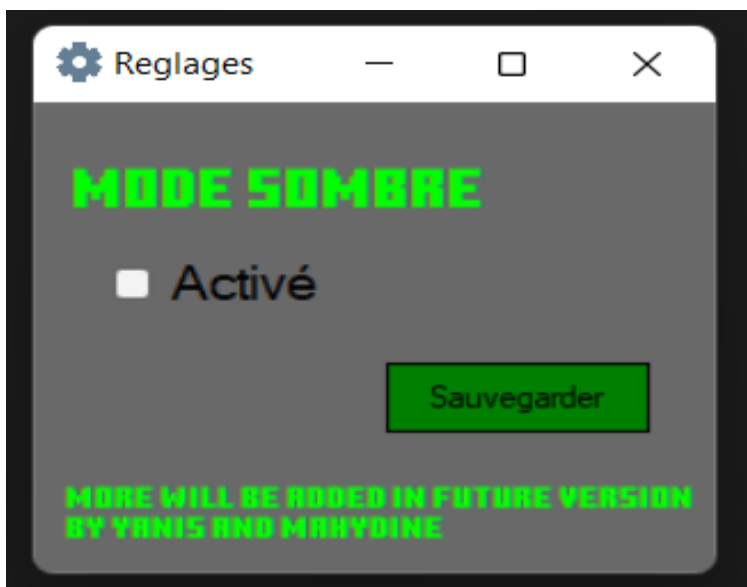 Reglages
MODE SOMBRE
Activé
Sauvegarder
MORE WILL BE ADDED IN FUTURE VERSION
BY YANIS AND MAHYDINE